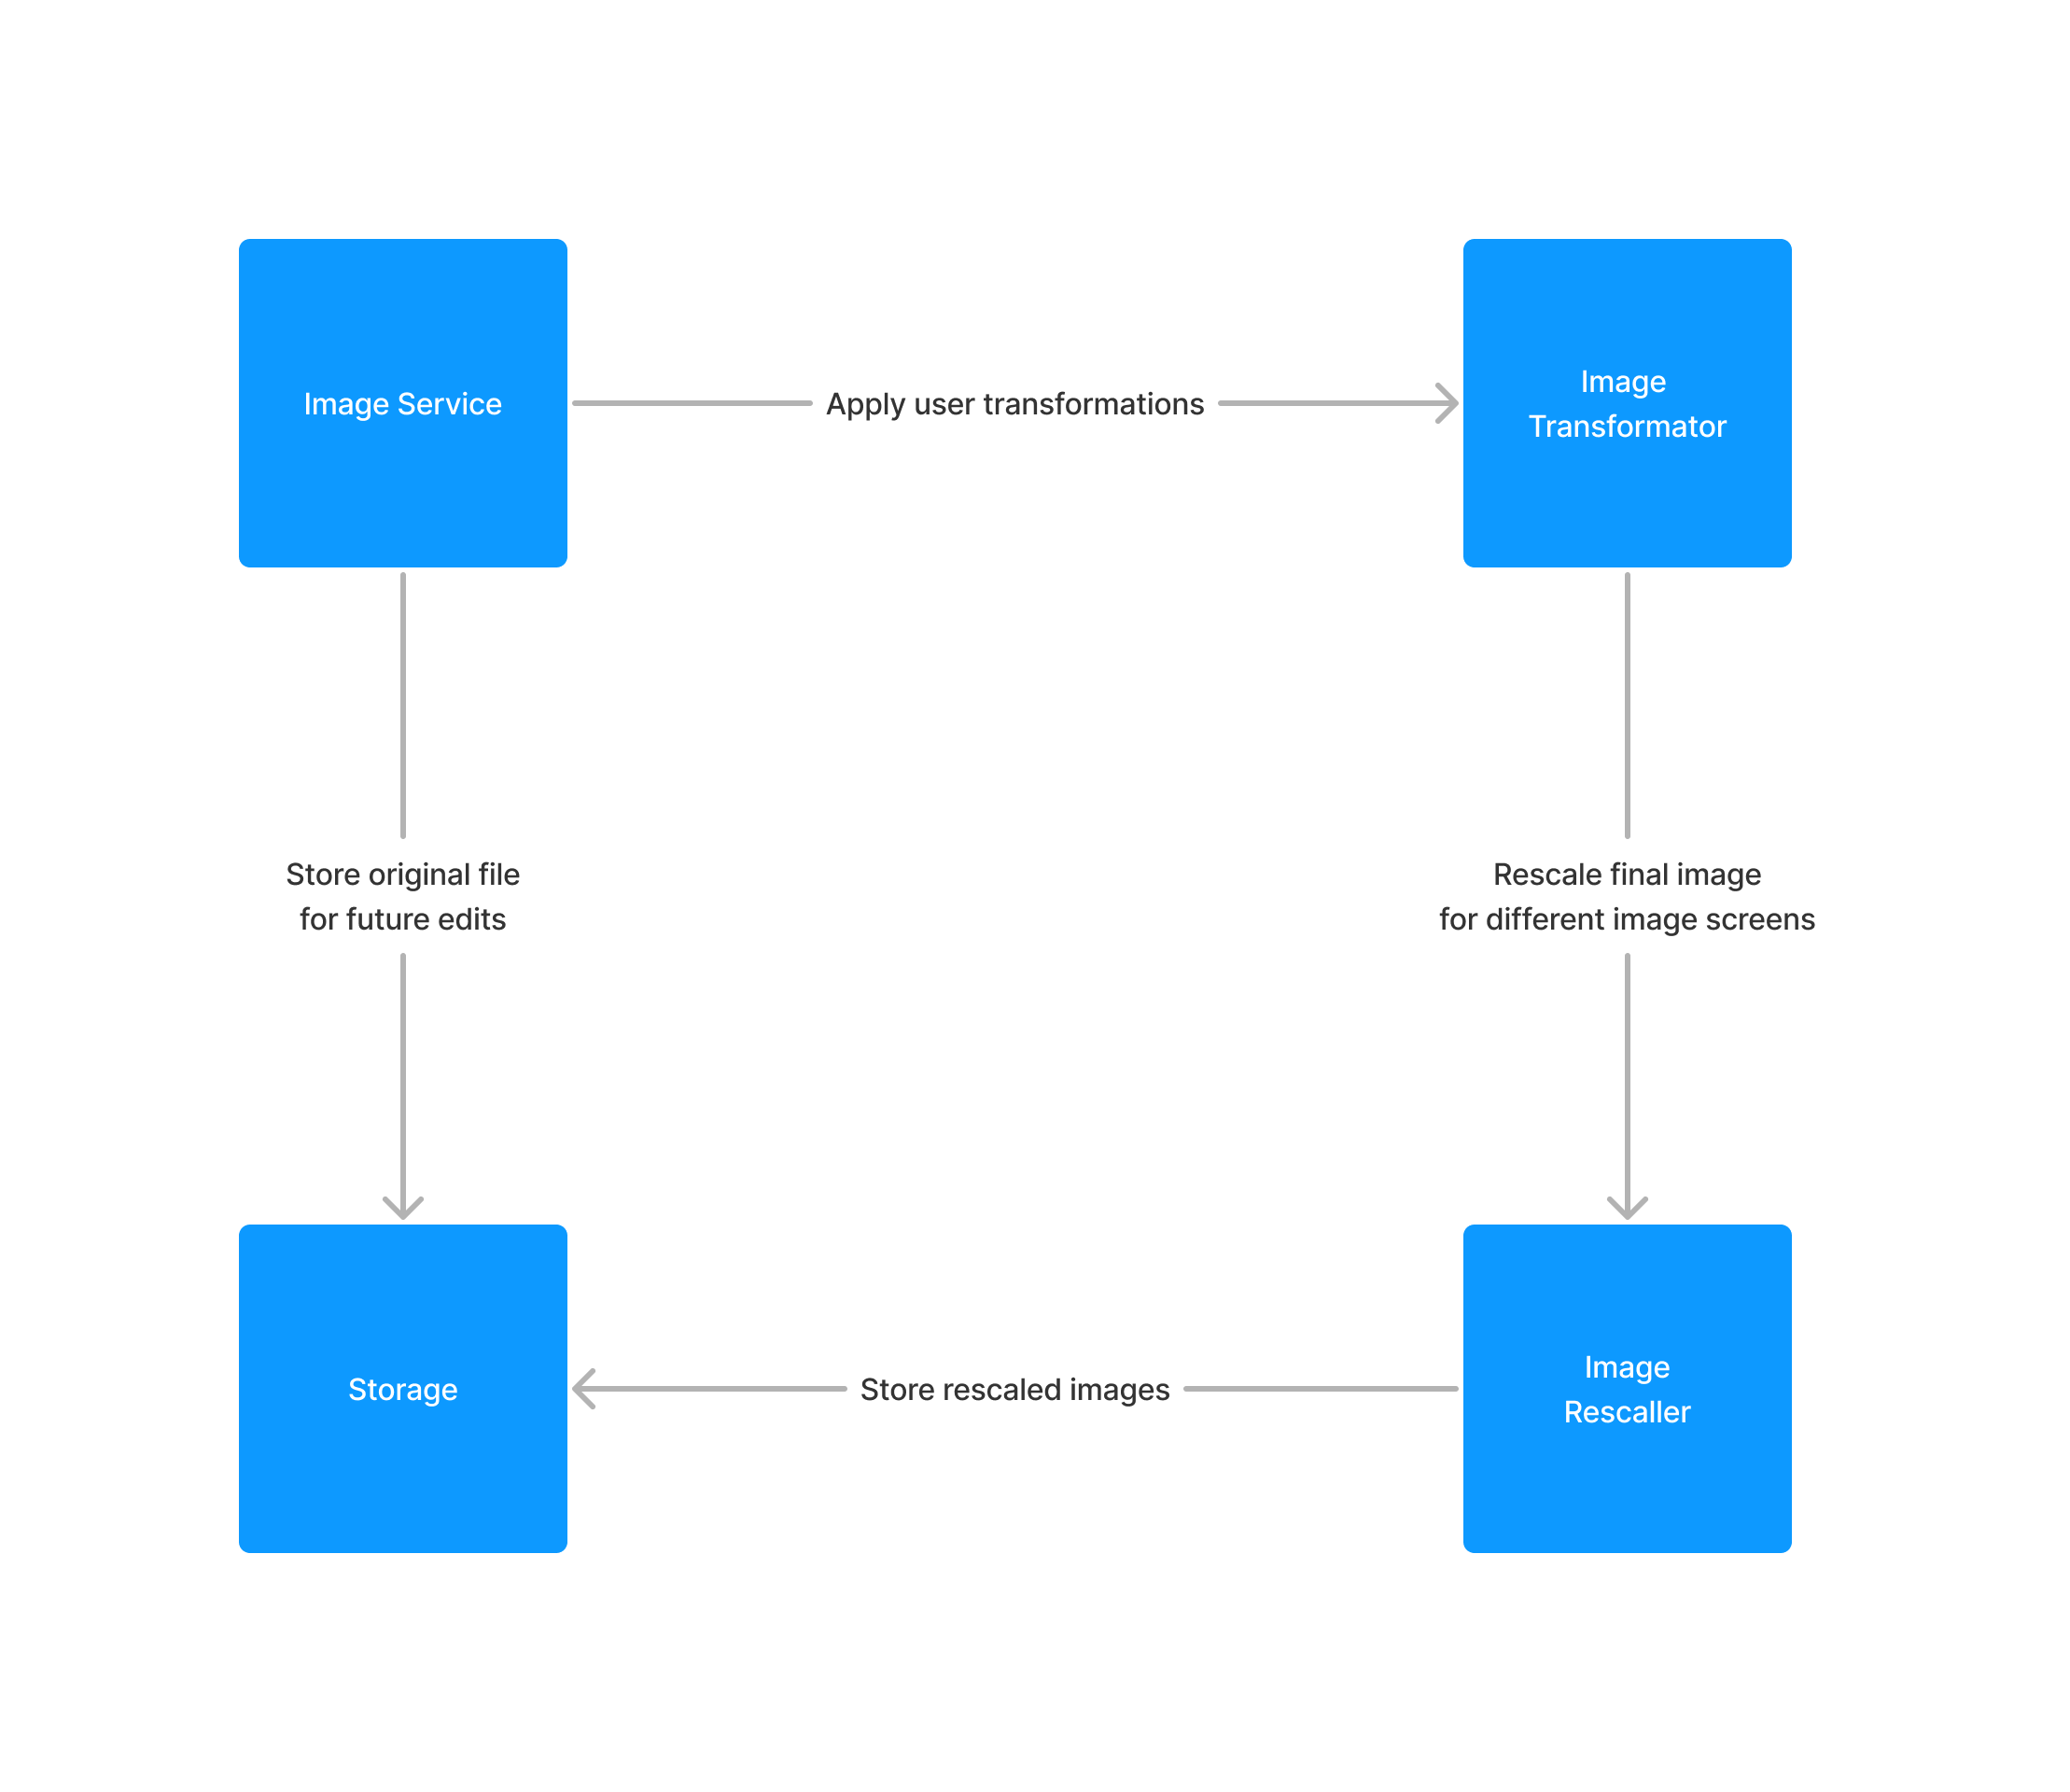 Image Service
Apply user transformations
Image
Transformator
Store original file
for future edits
Rescale final image
for different image screens
Storage
Store rescaled images
Image
Rescaller